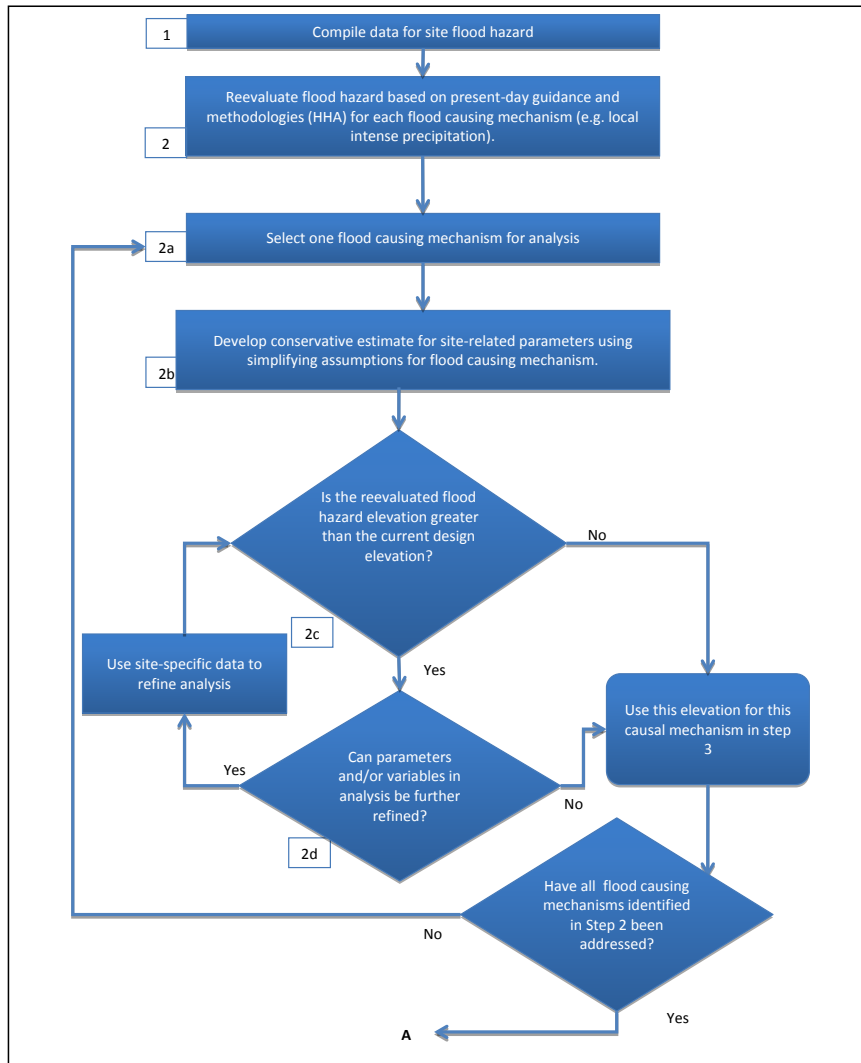 1
Compile data for site flood hazard
Reevaluate flood hazard based on present-day guidance and
methodologies (HHA) for each flood causing mechanism (e.g. local
intense precipitation).
2
Select one flood causing mechanism for analysis
2a
Develop conservative estimate for site-related parameters using
simplifying assumptions for flood causing mechanism.
2b
Is the reevaluated flood
hazard elevation greater
than the current design
elevation?
No
2c
Use site-specific data to
refine analysis
Yes
Use this elevation for this
causal mechanism in step
3
Can parameters
and/or variables in
analysis be further
refined?
Yes
No
2d
Have all  flood causing
mechanisms identified
in Step 2 been
addressed?
No
Yes
A